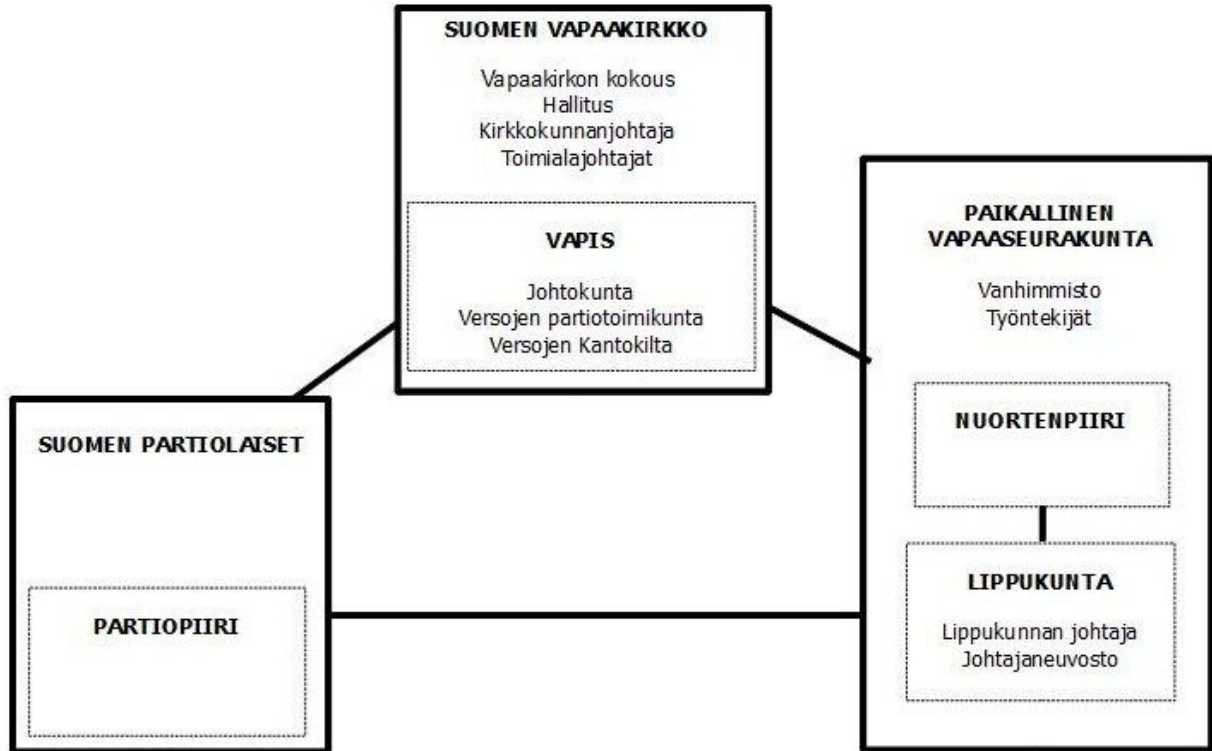 SUOMEN VAPAAKIRKKO
Vapaakirkon kokous
Hallitus
Kirkkokunnanjohtaja
Toimialajohtajat
VAPIS
Johtokunta
Versojen partiotoimikunta
Versojen Kantokilta
PAIKALLINEN
VAPAASEURAKUNTA
Vanhimmisto
Työntekijät
NUORTENPIIRI
LIPPUKUNTA
Lippukunnan johtaja
Johtajaneuvosto
SUOMEN PARTIOLAISET
PARTIOPIIRI